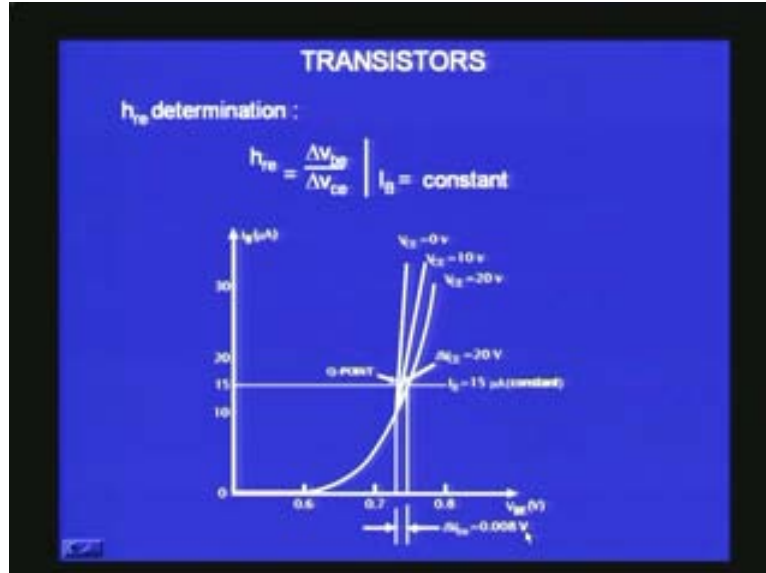 TRANSISTORS
h_re determination :
h_re = Δv_be / Δv_ce | I_B = constant
i_B (μA)
V_CE = 0 v
V_CE = 10 v
V_CE = 20 v
30
20
ΔV_CE = 20 V
Q-POINT
15
I_B = 15 μA (constant)
10
0
0.6
0.7
0.8
V_BE (V)
ΔV_be = 0.008 V